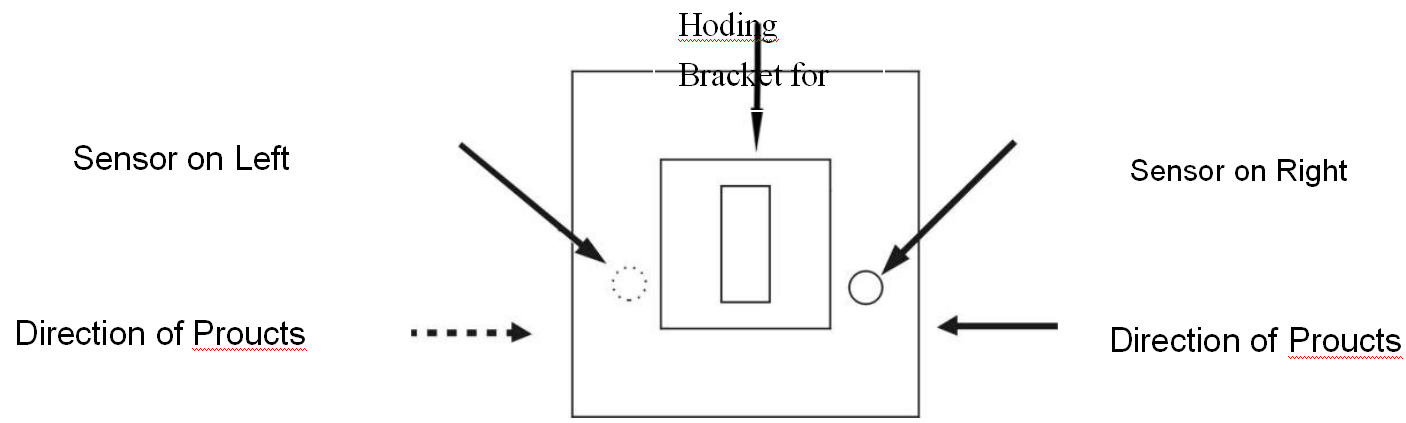 Hoding
Bracket for
Sensor on Left
Sensor on Right
Direction of Proucts
Direction of Proucts